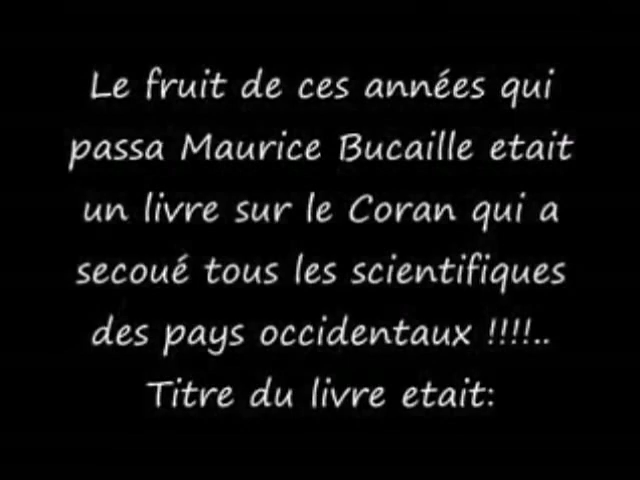 Le fruit de ces années qui
passa Maurice Bucaille etait
un livre sur le Coran qui a
secoué tous les scientifiques
des pays occidentaux !!!!..
Titre du livre etait: